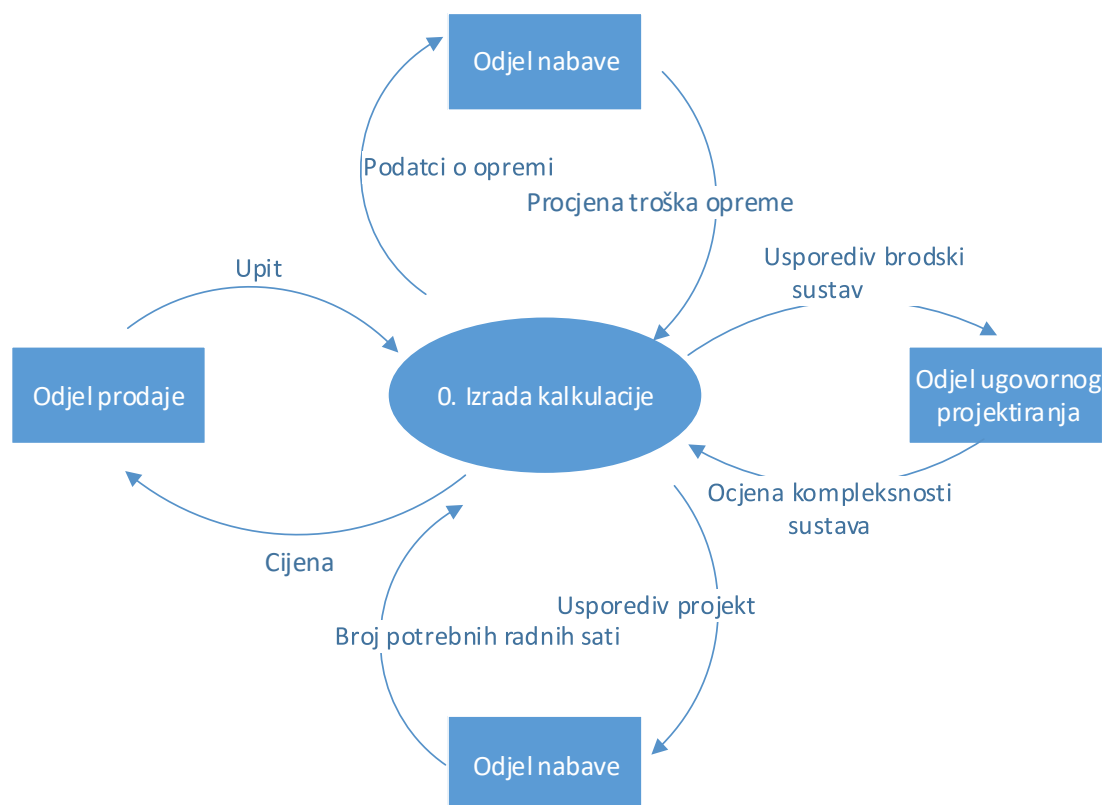 Odjel nabave
Podatci o opremi
Procjena troška opreme
Usporediv brodski
sustav
Upit
Odjel prodaje
0. Izrada kalkulacije
Odjel ugovornog
projektiranja
Ocjena kompleksnosti
sustava
Cijena
Usporediv projekt
Broj potrebnih radnih sati
Odjel nabave